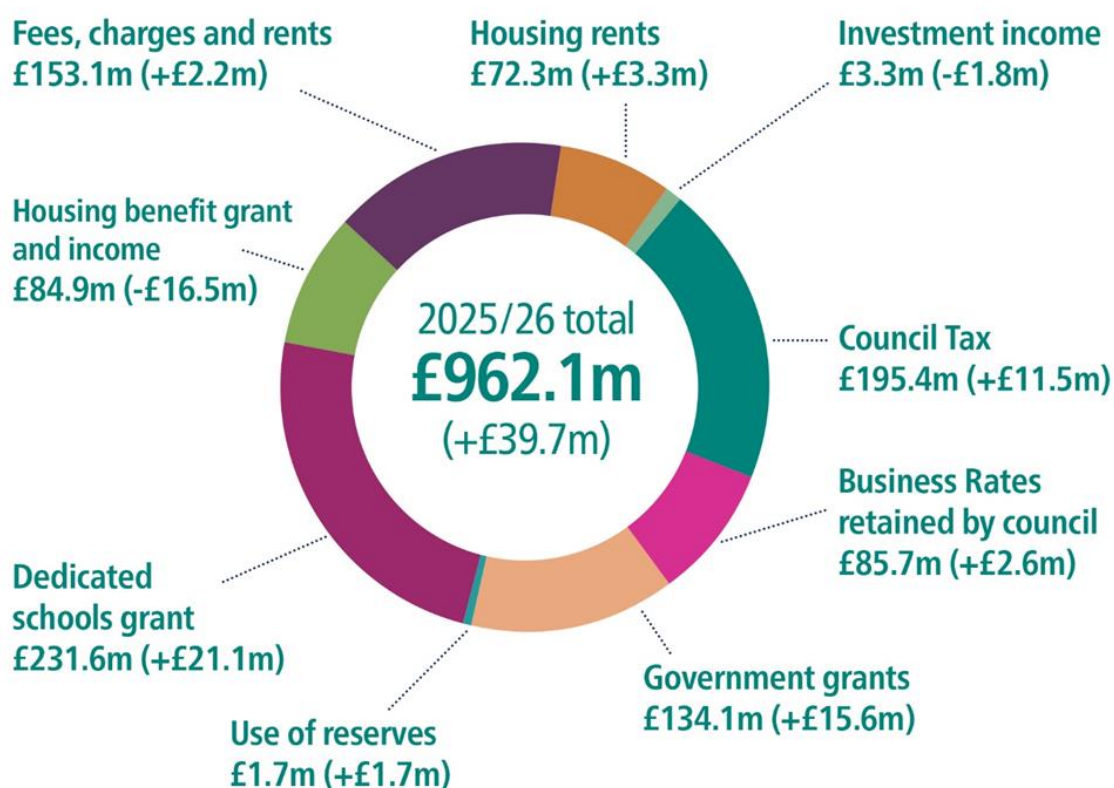 Fees, charges and rents
£153.1m (+£2.2m)
Housing rents
£72.3m (+£3.3m)
Investment income
£3.3m (-£1.8m)
Housing benefit grant
and income
£84.9m (-£16.5m)
2025/26 total
£962.1m
(+£39.7m)
Council Tax
£195.4m (+£11.5m)
Business Rates
retained by council
£85.7m (+£2.6m)
Dedicated
schools grant
£231.6m (+£21.1m)
Government grants
£134.1m (+£15.6m)
Use of reserves
£1.7m (+£1.7m)